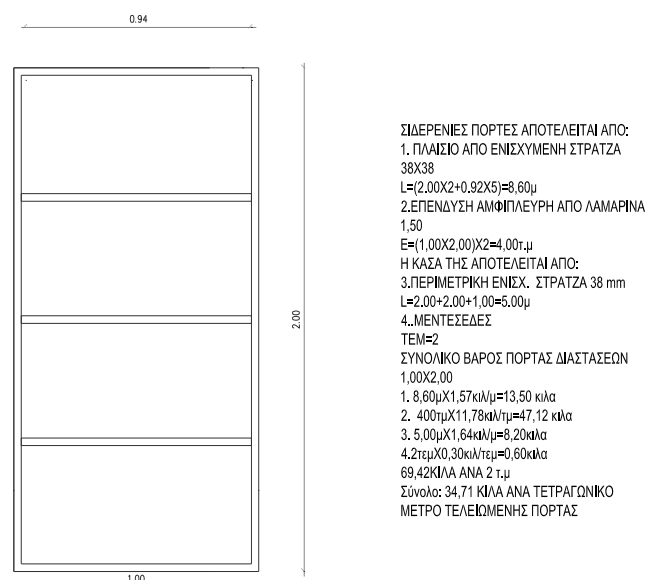 0.94
ΣΙΔΕΡΕΝΙΕΣ ΠΟΡΤΕΣ ΑΠΟΤΕΛΕΙΤΑΙ ΑΠΟ:
1. ΠΛΑΙΣΙΟ ΑΠΟ ΕΝΙΣΧΥΜΕΝΗ ΣΤΡΑΤΖΑ
38X38
L=(2.00X2+0.92X5)=8,60μ
2.ΕΠΕΝΔΥΣΗ ΑΜΦΙΠΛΕΥΡΗ ΑΠΟ ΛΑΜΑΡΙΝΑ
1,50
Ε=(1,00Χ2,00)Χ2=4,00τ.μ
Η ΚΑΣΑ ΤΗΣ ΑΠΟΤΕΛΕΙΤΑΙ ΑΠΟ:
3.ΠΕΡΙΜΕΤΡΙΚΗ ΕΝΙΣΧ. ΣΤΡΑΤΖΑ 38 mm
L=2.00+2.00+1,00=5.00μ
4..ΜΕΝΤΕΣΕΔΕΣ
ΤΕΜ=2
ΣΥΝΟΛΙΚΟ ΒΑΡΟΣ ΠΟΡΤΑΣ ΔΙΑΣΤΑΣΕΩΝ
1,00Χ2,00
1. 8,60μΧ1,57κιλ/μ=13,50 κιλα
2. 400τμΧ11,78κιλ/τμ=47,12 κιλα
3. 5,00μΧ1,64κιλ/μ=8,20κιλα
4.2τεμΧ0,30κιλ/τεμ=0,60κιλα
69,42ΚΙΛΑ ΑΝΑ 2 τ.μ
Σύνολο: 34,71 ΚΙΛΑ ΑΝΑ ΤΕΤΡΑΓΩΝΙΚΟ
ΜΕΤΡΟ ΤΕΛΕΙΩΜΕΝΗΣ ΠΟΡΤΑΣ
2.00
1.00